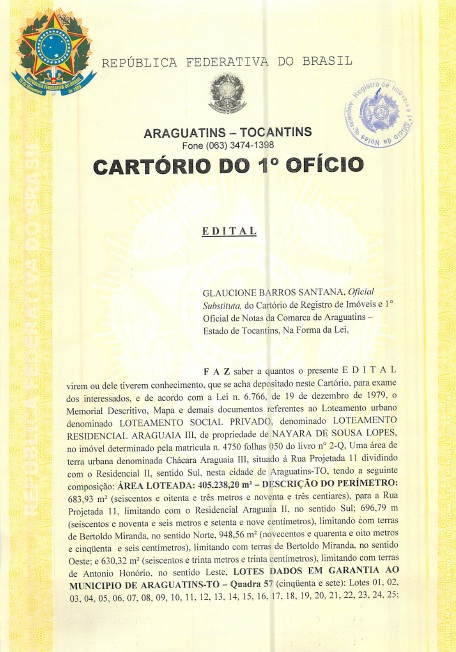 REPÚBLICA FEDERATIVA DO BRASIL
ARAGUATINS – TOCANTINS
Fone (063) 3474-1398
CARTÓRIO DO 1º OFÍCIO
E D I T A L
GLAUCIONE BARROS SANTANA, Oficial
Substituta, do Cartório de Registro de Imóveis e 1º
Oficial de Notas da Comarca de Araguatins –
Estado de Tocantins, Na Forma da Lei,
F A Z saber a quantos o presente E D I T A L
virem ou dele tiverem conhecimento, que se acha depositado neste Cartório, para exame
dos interessados, e de acordo com a Lei n. 6.766, de 19 de dezembro de 1979, o
Memorial Descritivo, Mapa e demais documentos referentes ao Loteamento urbano
denominado LOTEAMENTO SOCIAL PRIVADO, denominado LOTEAMENTO
RESIDENCIAL ARAGUAIA III, de propriedade de NAYARA DE SOUSA LOPES,
no imóvel determinado pela matricula n. 4750 folhas 050 do livro nº 2-Q, Uma área de
terra urbana denominada Chácara Araguaia III, situado á Rua Projetada 11 dividindo
com o Residencial II, sentido Sul, nesta cidade de Araguatins-TO, tendo a seguinte
composição: ÁREA LOTEADA: 405.238,20 m² – DESCRIÇÃO DO PERÍMETRO:
683,93 m² (seiscentos e oitenta e três metros e noventa e três centiares), para a Rua
Projetada 11, limitando com o Residencial Araguaia II, no sentido Sul; 696,79 m
(seiscentos e noventa e seis metros e setenta e nove centímetros), limitando com terras
de Bertoldo Miranda, no sentido Norte, 948,56 m² (novecentos e quarenta e oito metros
e cinqüenta e seis centímetros), limitando com terras de Bertoldo Miranda, no sentido
Oeste; e 630,32 m² (seiscentos e trinta metros e trinta centímetros), limitando com terras
de Antonio Honório, no sentido Leste, LOTES DADOS EM GARANTIA AO
MUNICIPIO DE ARAGUATINS-TO – Quadra 57 (cinqüenta e sete): Lotes 01, 02,
03, 04, 05, 06, 07, 08, 09, 10, 11, 12, 13, 14, 15, 16, 17, 18, 19, 20, 21, 22, 23, 24, 25;